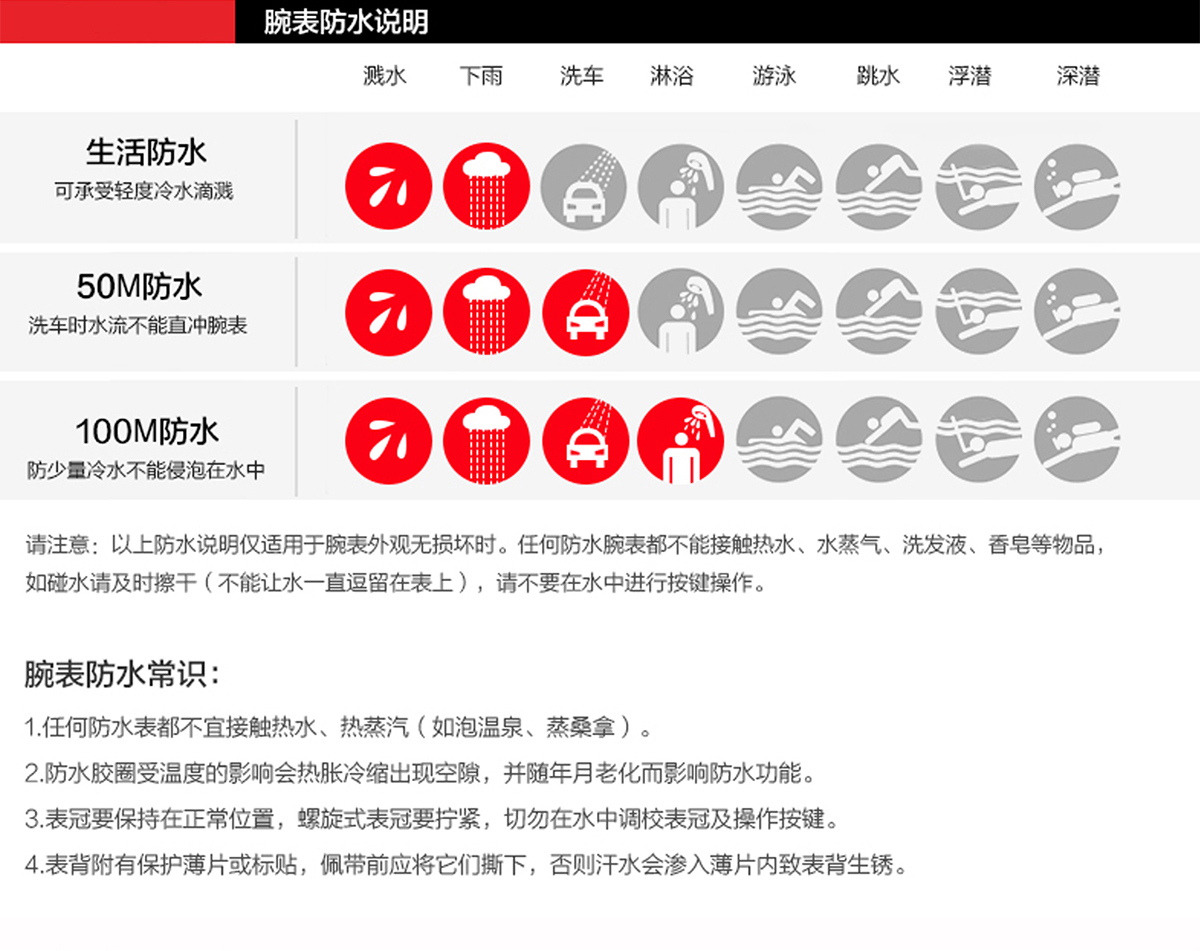 腕表防水说明
溅水 下雨 洗车 淋浴 游泳 跳水 浮潜 深潜
生活防水
可承受轻度冷水滴溅
50M防水
洗车时水流不能直冲腕表
100M防水
防少量冷水不能侵泡在水中
请注意：以上防水说明仅适用于腕表外观无损坏时。任何防水腕表都不能接触热水、水蒸气、洗发液、香皂等物品，
如碰水请及时擦干（不能让水一直逗留在表上），请不要在水中进行按键操作。
腕表防水常识：
1.任何防水表都不宜接触热水、热蒸汽（如泡温泉、蒸桑拿）。
2.防水胶圈受温度的影响会热胀冷缩出现空隙，并随年月老化而影响防水功能。
3.表冠要保持在正常位置，螺旋式表冠要拧紧，切勿在水中调校表冠及操作按键。
4.表背附有保护薄片或标贴，佩带前应将它们撕下，否则汗水会渗入薄片内致表背生锈。